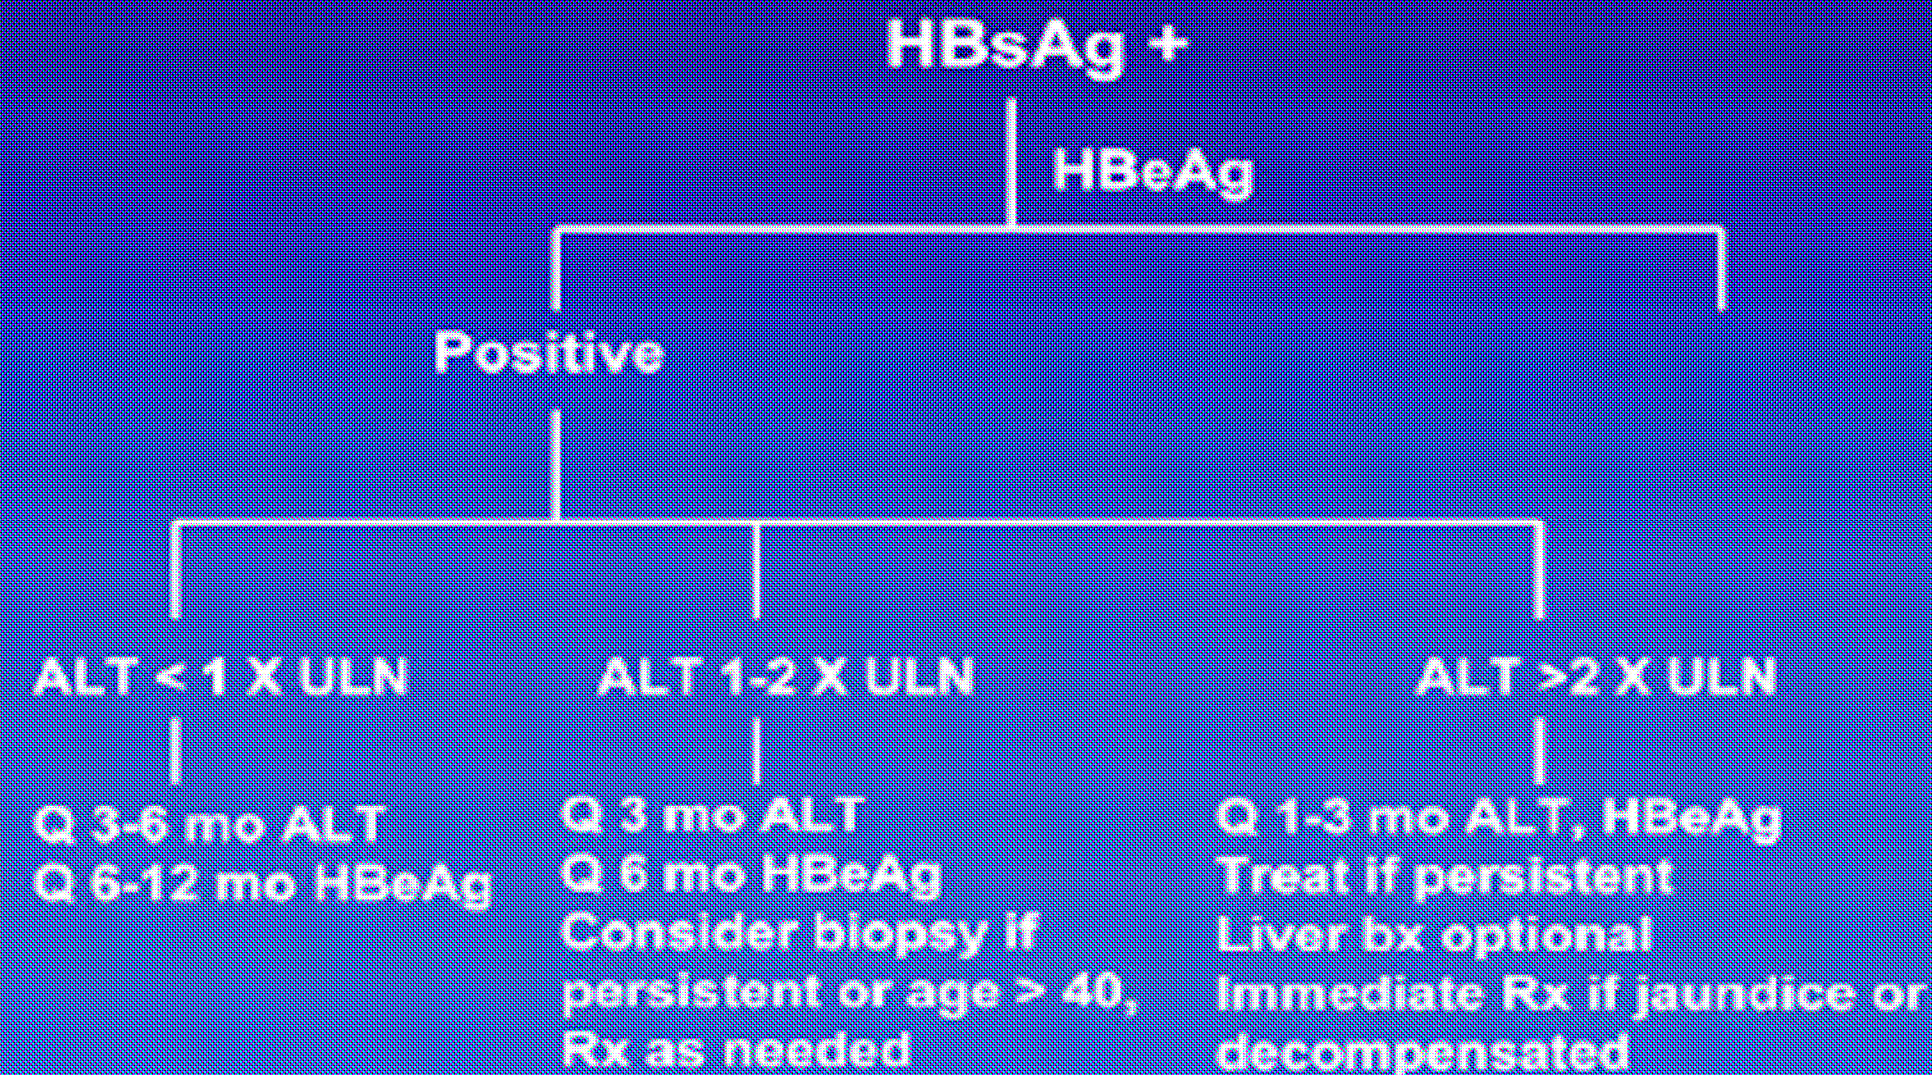 HBsAg +
HBeAg
Positive
ALT < 1 X ULN
ALT 1-2 X ULN
ALT >2 X ULN
Q 3-6 mo ALT
Q 6-12 mo HBeAg
Q 3 mo ALT
Q 6 mo HBeAg
Consider biopsy if
persistent or age > 40,
Rx as needed
Q 1-3 mo ALT, HBeAg
Treat if persistent
Liver bx optional
Immediate Rx if jaundice or
decompensated